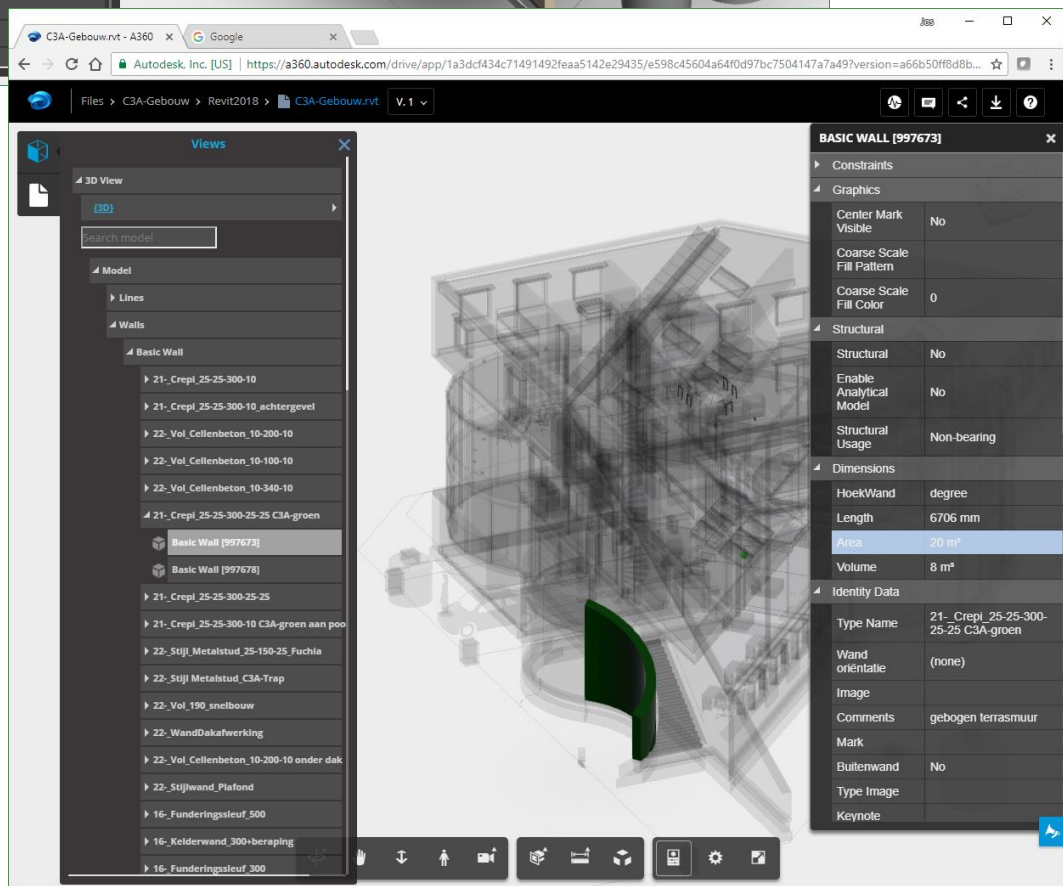 Jos
C3A-Gebouw.rvt - A360
Google
Autodesk, Inc. [US] | https://a360.autodesk.com/drive/app/1a3dcf434c71491492feaa5142e29435/e598c45604a64f0d97bc7504147a7a49?version=a66b50ff8d8b...
Files > C3A-Gebouw > Revit2018 > C3A-Gebouw.rvt V. 1
Views
3D View
{3D}
Search model
Model
Lines
Walls
Basic Wall
21-_Crepi_25-25-300-10
21-_Crepi_25-25-300-10_achtergevel
22-_Vol_Cellenbeton_10-200-10
22-_Vol_Cellenbeton_10-100-10
22-_Vol_Cellenbeton_10-340-10
21-_Crepi_25-25-300-25-25 C3A-groen
Basic Wall [997673]
Basic Wall [997678]
21-_Crepi_25-25-300-25-25
21-_Crepi_25-25-300-10 C3A-groen aan poo
22-_Stijl_Metalstud_25-150-25_Fuchia
22-_Stijl Metalstud_C3A-Trap
22-_Vol_190_snelbouw
22-_WandDakafwerking
22-_Vol_Cellenbeton_10-200-10 onder dak
22-_Stijlwand_Plafond
16-_Funderingssleuf_500
16-_Kelderwand_300+beraping
16-_Funderingssleuf_300
BASIC WALL [997673]
Constraints
Graphics
Center Mark
Visible
No
Coarse Scale
Fill Pattern
Coarse Scale
Fill Color
0
Structural
Structural No
Enable
Analytical
Model
No
Structural
Usage
Non-bearing
Dimensions
HoekWand degree
Length 6706 mm
Area 20 m²
Volume 8 m³
Identity Data
Type Name
21-_Crepi_25-25-300-
25-25 C3A-groen
Wand
oriëntatie
(none)
Image
Comments gebogen terrasmuur
Mark
Buitenwand No
Type Image
Keynote